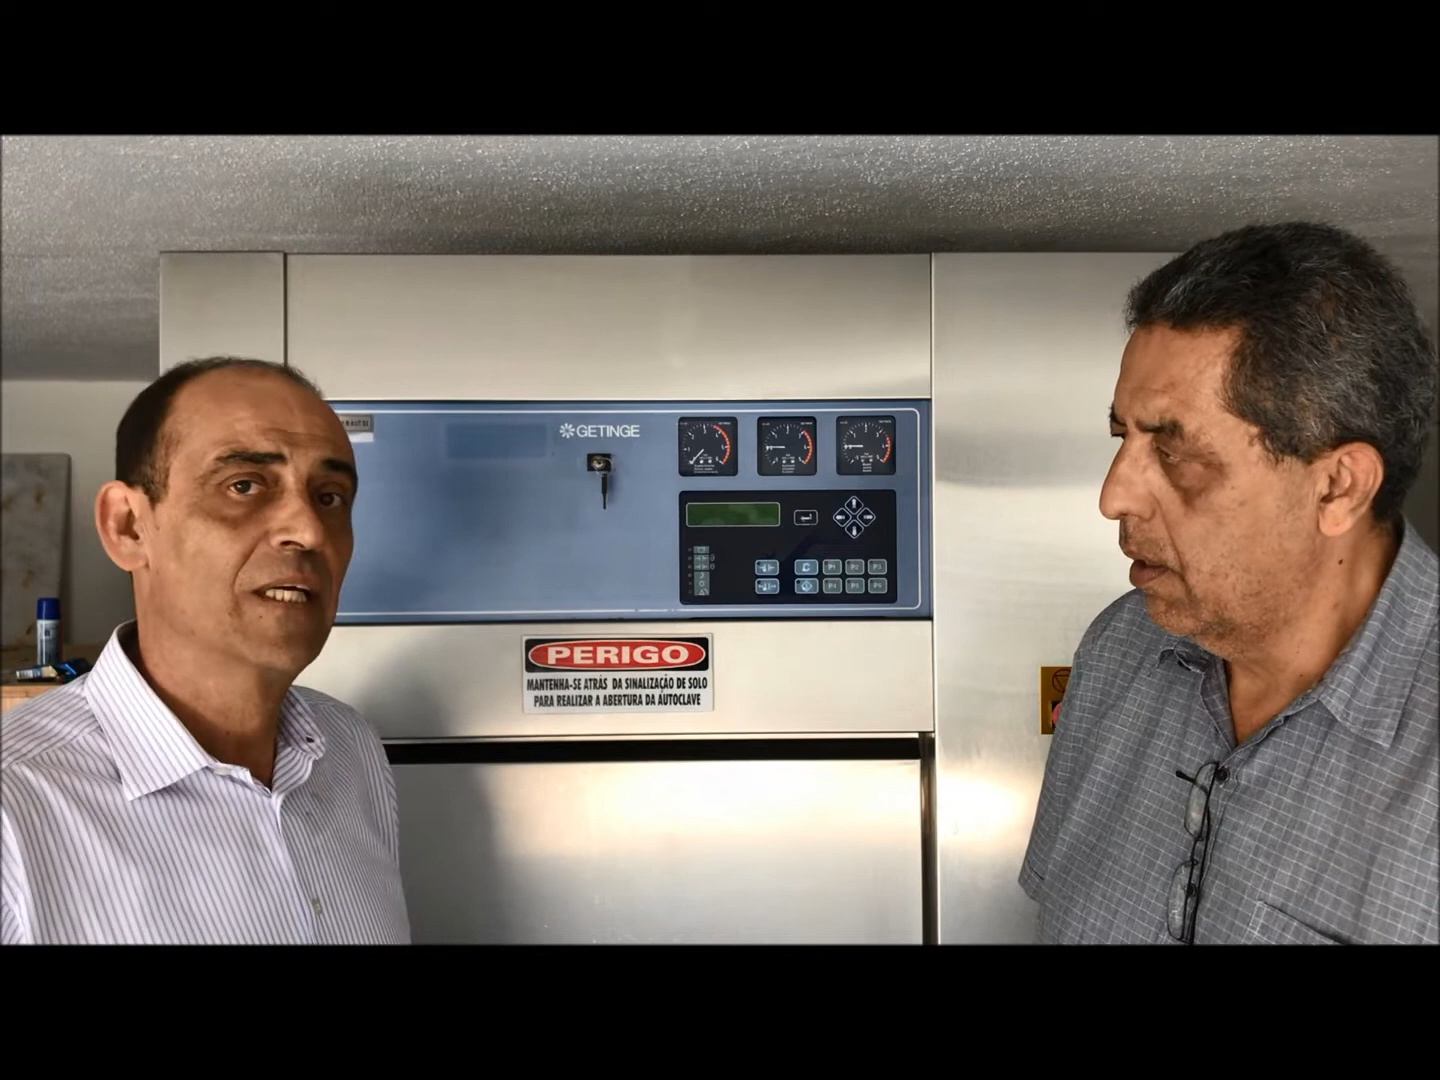 GETINGE
P1 P2 P3
P4 P5 P6
PERIGO
MANTENHA-SE ATRÁS DA SINALIZAÇÃO DE SOLO
PARA REALIZAR A ABERTURA DA AUTOCLAVE